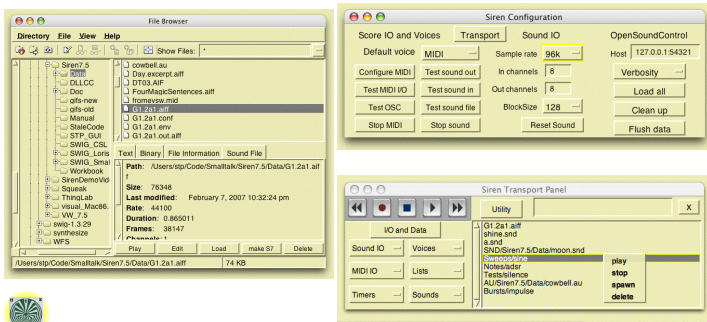 File Browser
Directory File View Help
Show Files: *
Siren7.5
Data
DLLCC
Doc
gifs-new
gifs-old
Manual
StaleCode
STP_GUI
SWIG_CSL
SWIG_Loris
SWIG_Smal
Workbook
SirenDemoVid
Squeak
ThingLab
visual_Mac86.
VW_7.5
swig-1.3.29
synthesize
WFS
cowbell.au
Day.excerpt.aiff
DT03.AIF
FourMagicSentences.aiff
fromevsw.mid
G1.2a1.aiff
G1.2a1.conf
G1.2a1.env
G1.2a1.out.aiff
Text Binary File Information Sound File
Path: /Users/stp/Code/Smalltalk/Siren7.5/Data/G1.2a1.aif
f
Size: 76348
Last modified: February 7, 2007 10:32:24 pm
Rate: 44100
Duration: 0.865011
Frames: 38147
Channels: 1
Play Edit Load make S7 Delete
/Users/stp/Code/Smalltalk/Siren7.5/Data/G1.2a1.aiff 74 KB
Siren Configuration
Score IO and Voices Transport Sound IO OpenSoundControl
Default voice MIDI Sample rate 96k Host 127.0.0.1:54321
Configure MIDI Test sound out In channels 8 Verbosity
Test MIDI I/O Test sound in Out channels 8 Load all
Test OSC Test sound file BlockSize 128 Clean up
Stop MIDI Stop sound Reset Sound Flush data
Siren Transport Panel
Utility X
I/O and Data
Sound IO Voices
MIDI IO Lists
Timers Sounds
G1.2a1.aiff
shine.snd
a.snd
SND/Siren7.5/Data/moon.snd
Sweeps/sine
Notes/adsr
Tests/silence
AU/Siren7.5/Data/cowbell.au
Bursts/impulse
play
stop
spawn
delete